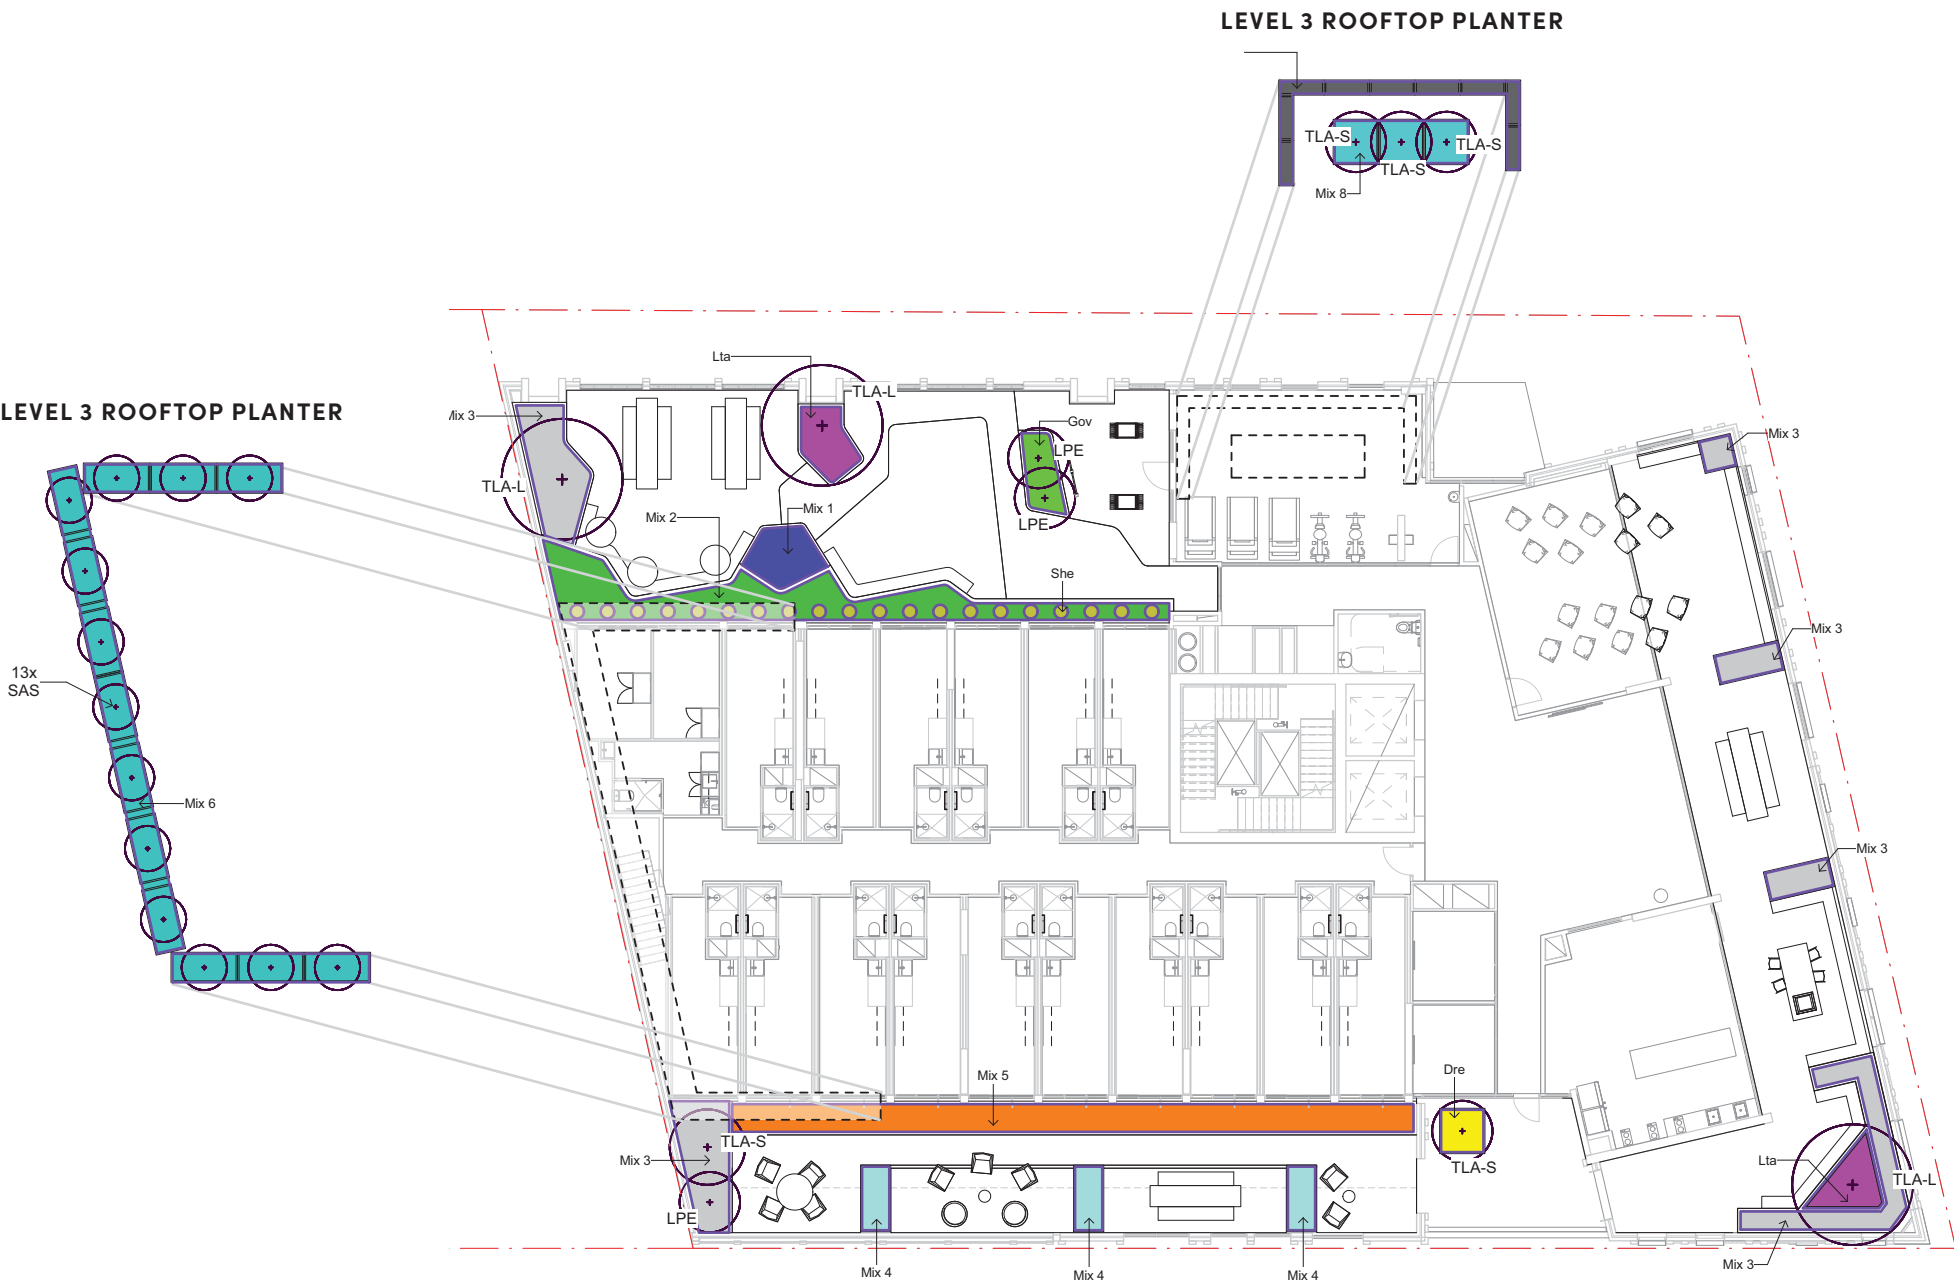 LEVEL 3 ROOFTOP PLANTER
TLA-S
TLA-S
TLA-S
Mix 8
Lta
TLA-L
LEVEL 3 ROOFTOP PLANTER
Mix 3
Gov
LPE
Mix 3
TLA-L
Mix 2
Mix 1
LPE
She
Mix 3
13x
SAS
Mix 6
Mix 3
Mix 5
Dre
TLA-S
Mix 3
TLA-S
Lta
TLA-L
LPE
Mix 4
Mix 4
Mix 4
Mix 3